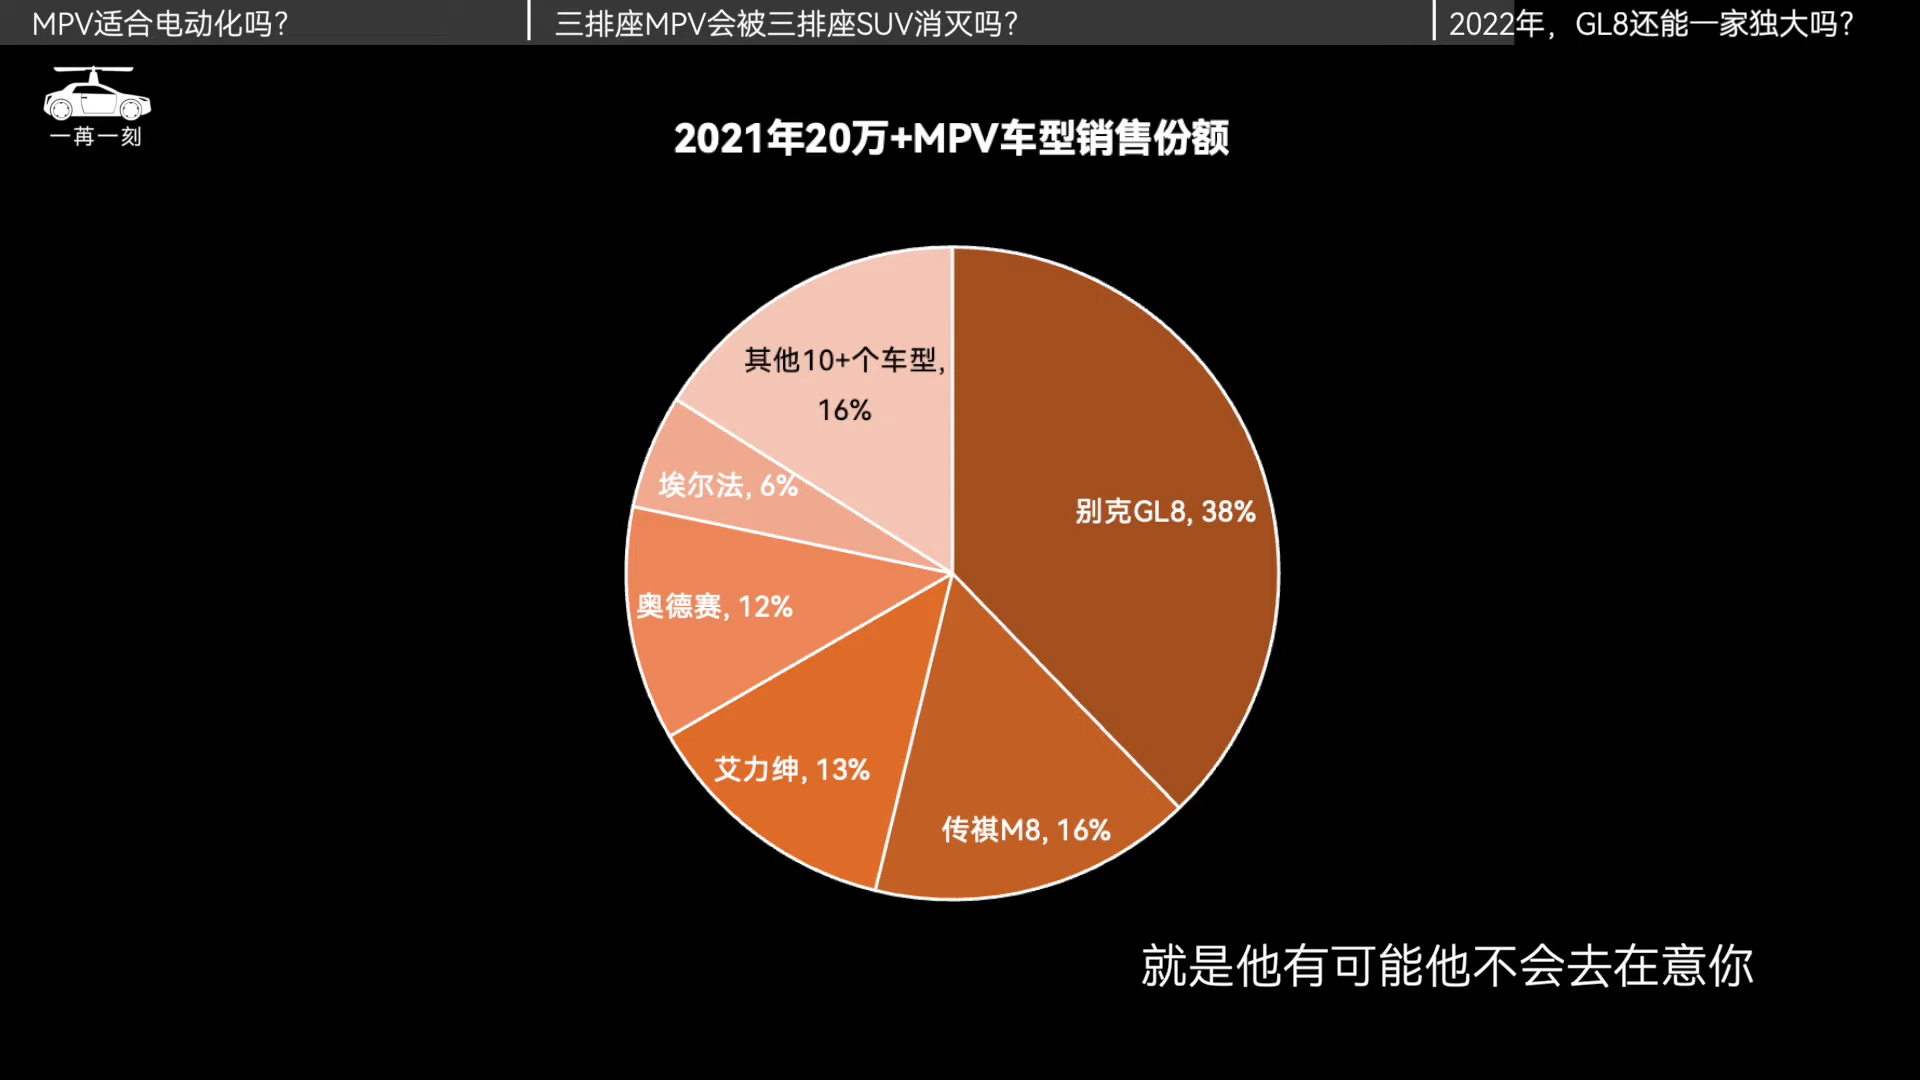 MPV适合电动化吗？
三排座MPV会被三排座SUV消灭吗？
2022年，GL8还能一家独大吗？
一苒一刻
2021年20万+MPV车型销售份额
其他10+个车型,
16%
别克GL8, 38%
埃尔法, 6%
奥德赛, 12%
艾力绅, 13%
传祺M8, 16%
就是他有可能他不会去在意你